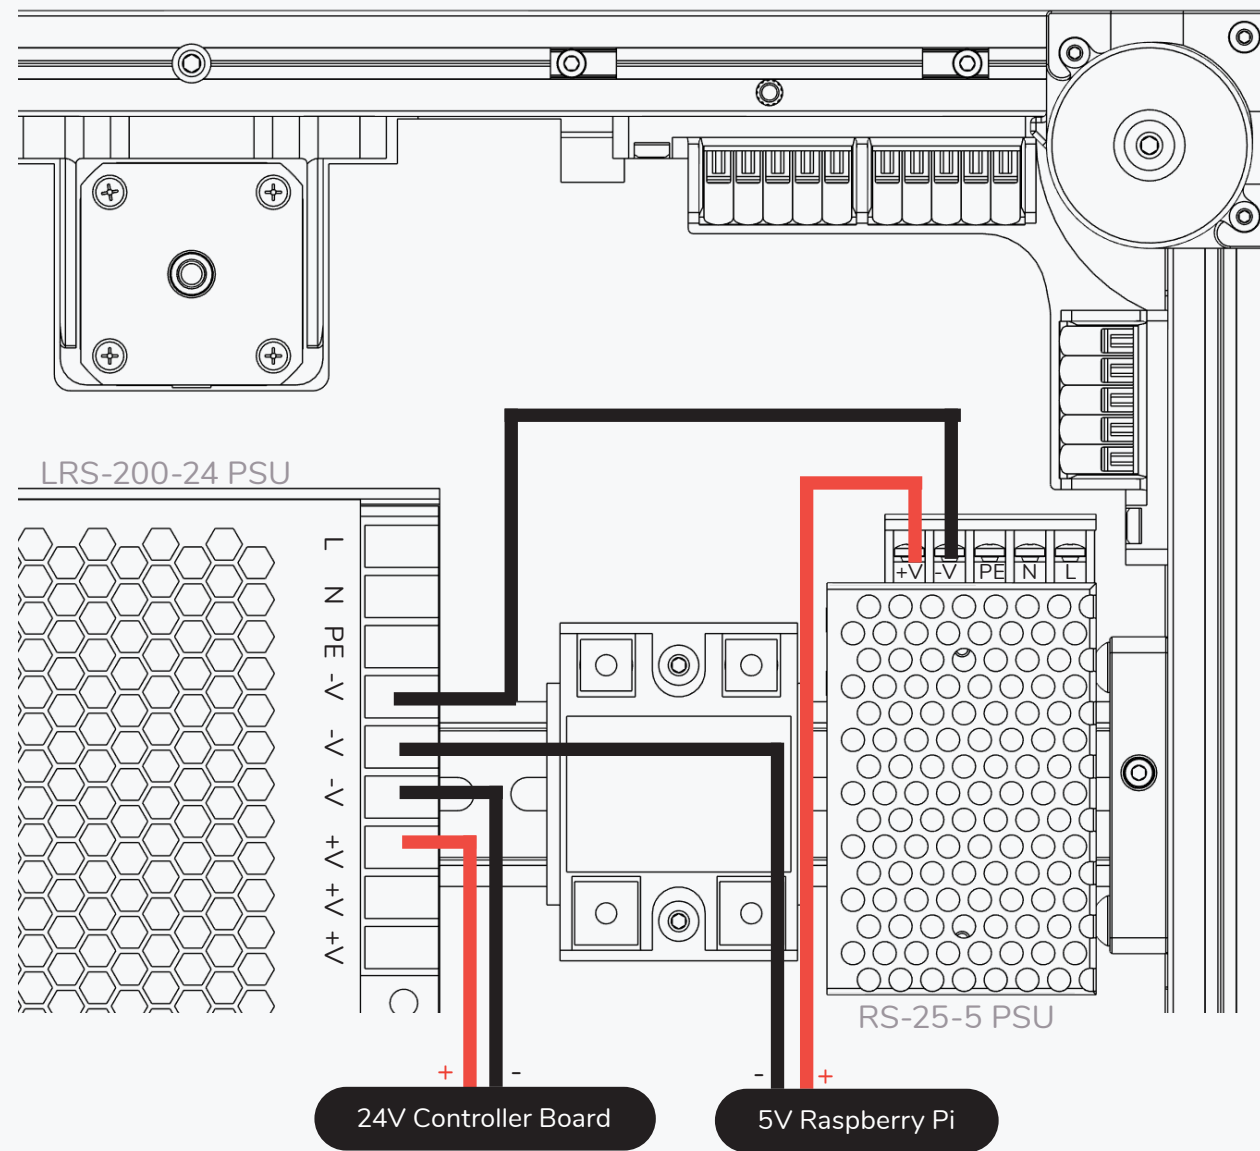 LRS-200-24 PSU
L
N
PE
-V
-V
-V
+V
+V
+V
+V -V PE N L
RS-25-5 PSU
+ -
- +
24V Controller Board
5V Raspberry Pi